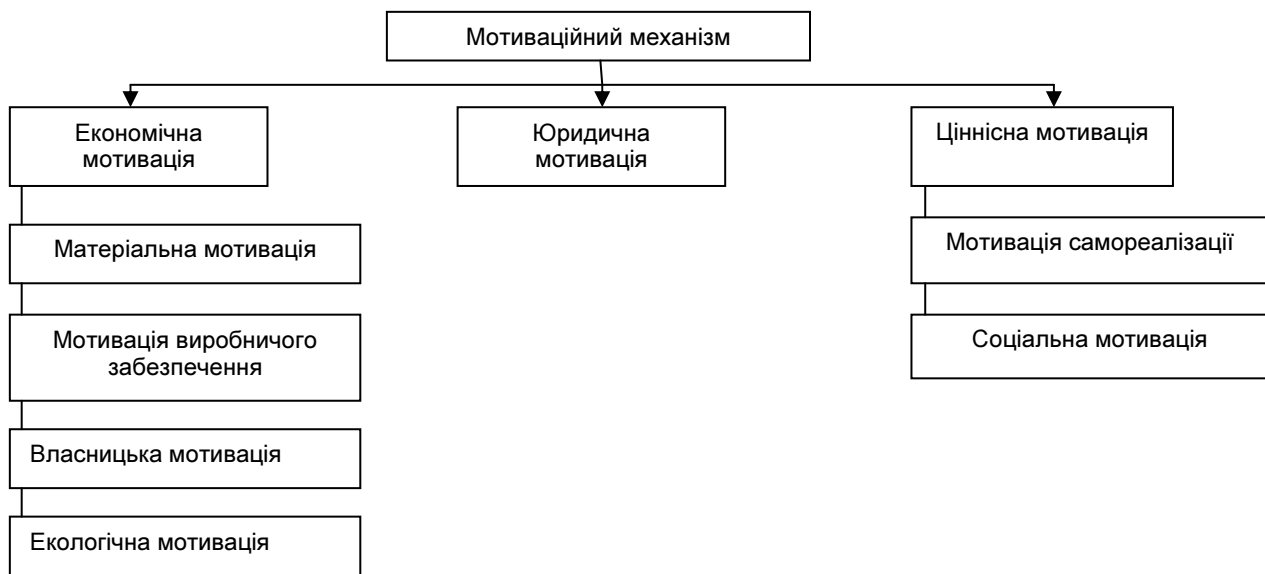 Мотиваційний механізм
Економічна
мотивація
Юридична
мотивація
Ціннісна мотивація
Матеріальна мотивація
Мотивація самореалізації
Мотивація виробничого
забезпечення
Соціальна мотивація
Власницька мотивація
Екологічна мотивація